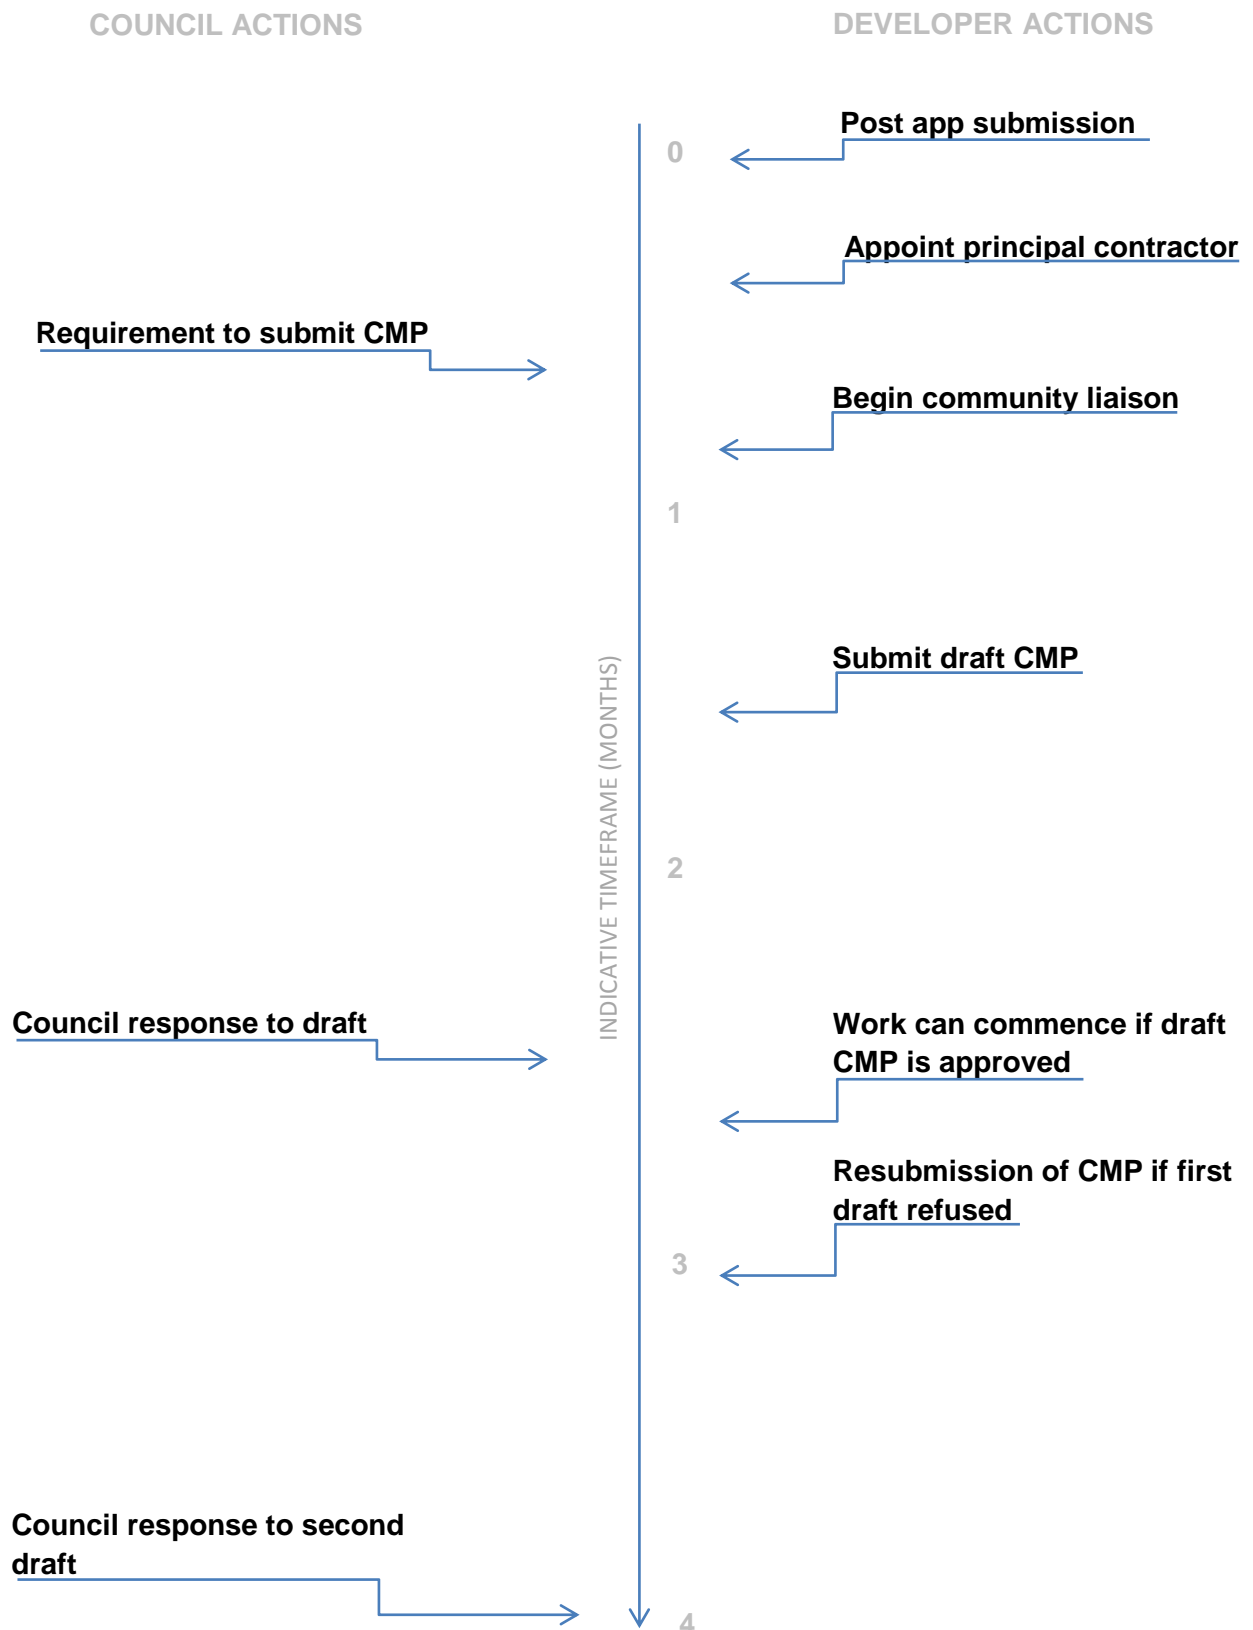 COUNCIL ACTIONS
DEVELOPER ACTIONS
Post app submission
0
Appoint principal contractor
Requirement to submit CMP
Begin community liaison
1
Submit draft CMP
INDICATIVE TIMEFRAME (MONTHS)
2
Council response to draft
Work can commence if draft
CMP is approved
Resubmission of CMP if first
draft refused
3
Council response to second
draft
4